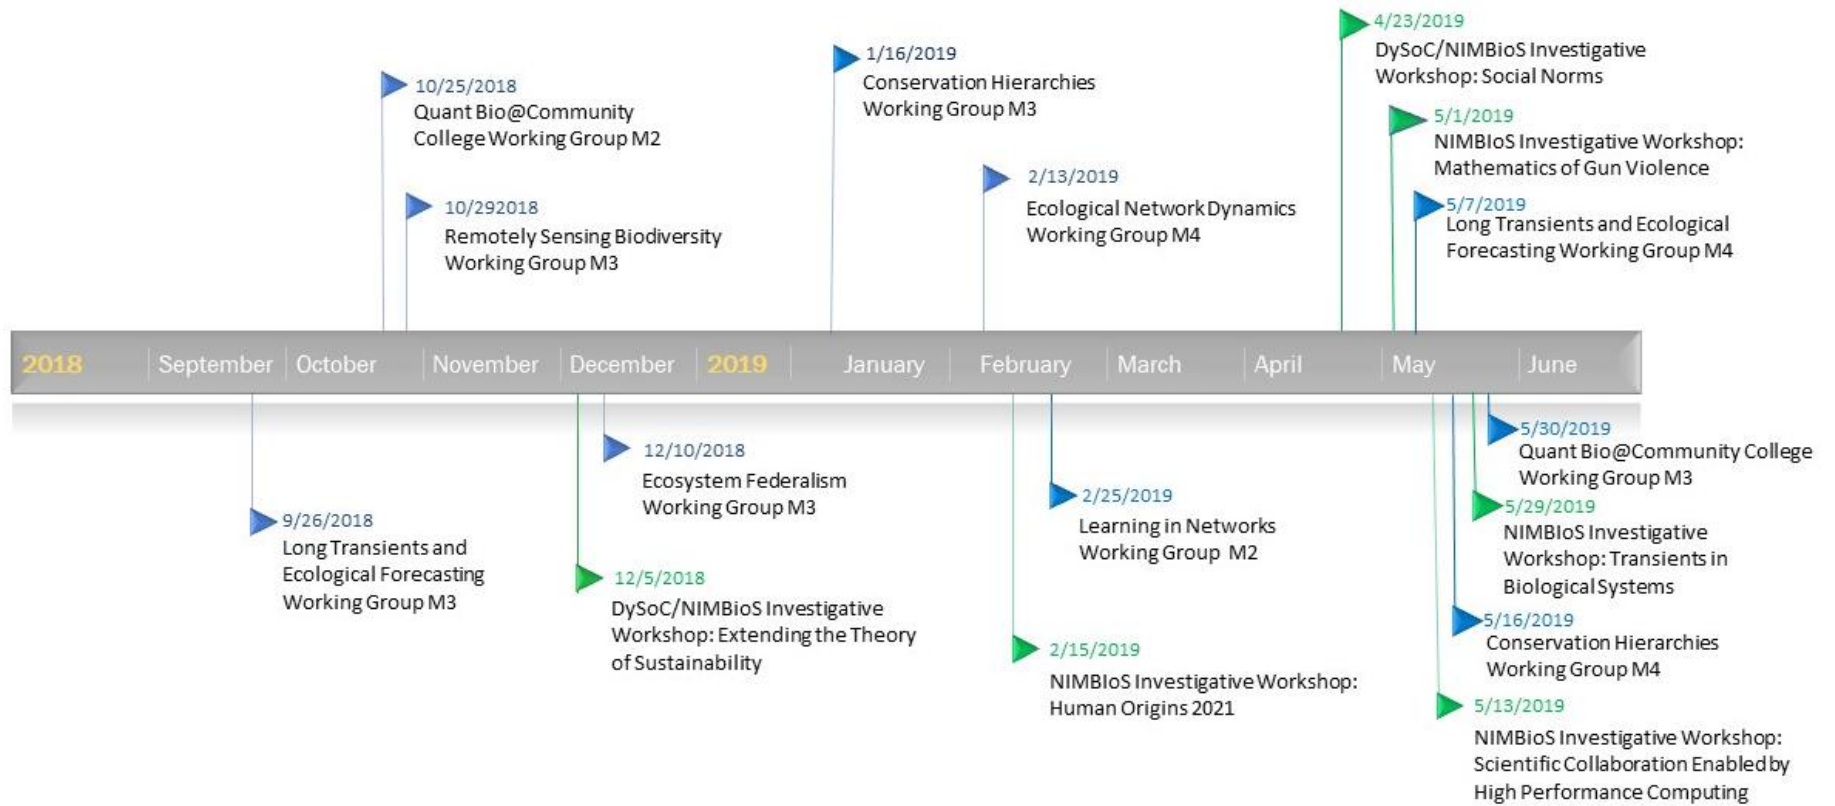 10/25/2018
Quant Bio@Community
College Working Group M2
10/292018
Remotely Sensing Biodiversity
Working Group M3
1/16/2019
Conservation Hierarchies
Working Group M3
2/13/2019
Ecological Network Dynamics
Working Group M4
4/23/2019
DySoC/NIMBioS Investigative
Workshop: Social Norms
5/1/2019
NIMBIoS Investigative Workshop:
Mathematics of Gun Violence
5/7/2019
Long Transients and Ecological
Forecasting Working Group M4
2018 September October November December 2019 January February March April May June
9/26/2018
Long Transients and
Ecological Forecasting
Working Group M3
12/10/2018
Ecosystem Federalism
Working Group M3
12/5/2018
DySoC/NIMBioS Investigative
Workshop: Extending the Theory
of Sustainability
2/25/2019
Learning in Networks
Working Group M2
2/15/2019
NIMBIoS Investigative Workshop:
Human Origins 2021
5/30/2019
Quant Bio@Community College
Working Group M3
5/29/2019
NIMBIoS Investigative
Workshop: Transients in
Biological Systems
5/16/2019
Conservation Hierarchies
Working Group M4
5/13/2019
NIMBioS Investigative Workshop:
Scientific Collaboration Enabled by
High Performance Computing